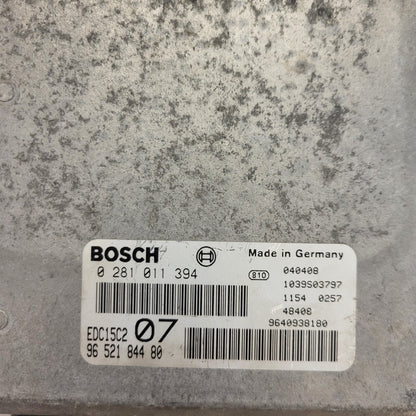 BOSCH
Made in Germany
0 281 011 394
B10
040408
1039S03797
1154 0257
48408
EDC15C2 07
9640938180
96 521 844 80